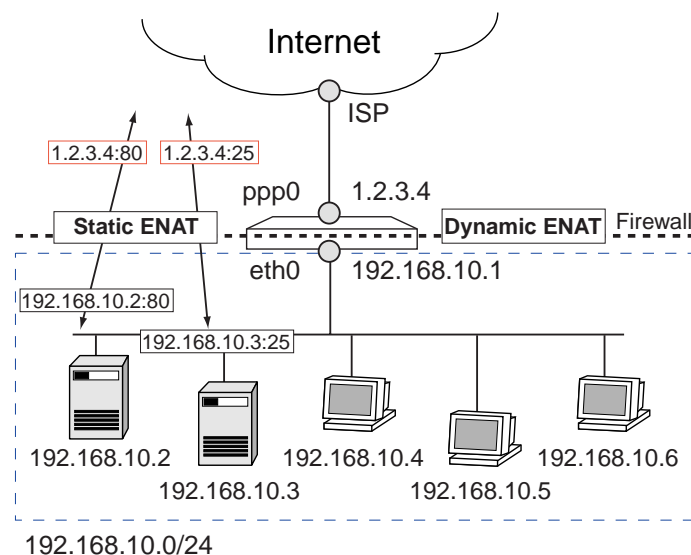 Internet
ISP
1.2.3.4:80
1.2.3.4:25
ppp0
1.2.3.4
Static ENAT
Dynamic ENAT
Firewall
eth0
192.168.10.1
192.168.10.2:80
192.168.10.3:25
192.168.10.2
192.168.10.3
192.168.10.4
192.168.10.5
192.168.10.6
192.168.10.0/24